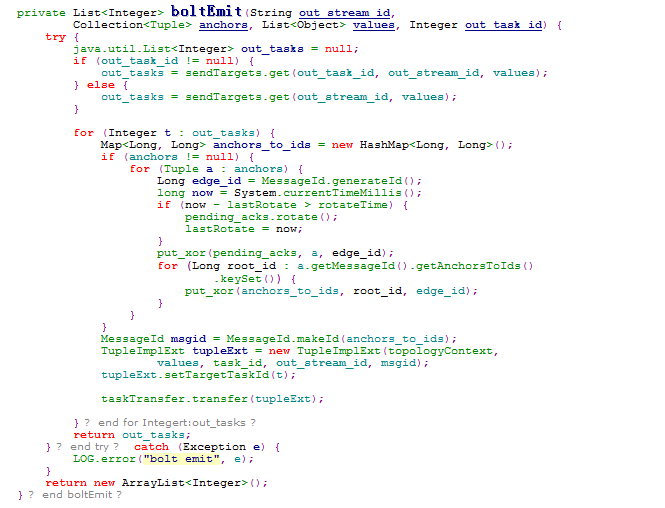 private List<Integer> boltEmit(String out_stream_id,
Collection<Tuple> anchors, List<Object> values, Integer out_task_id) {
try {
java.util.List<Integer> out_tasks = null;
if (out_task_id != null) {
out_tasks = sendTargets.get(out_task_id, out_stream_id, values);
} else {
out_tasks = sendTargets.get(out_stream_id, values);
}
for (Integer t : out_tasks) {
Map<Long, Long> anchors_to_ids = new HashMap<Long, Long>();
if (anchors != null) {
for (Tuple a : anchors) {
Long edge_id = MessageId.generateId();
long now = System.currentTimeMillis();
if (now - lastRotate > rotateTime) {
pending_acks.rotate();
lastRotate = now;
}
put_xor(pending_acks, a, edge_id);
for (Long root_id : a.getMessageId().getAnchorsToIds()
.keySet()) {
put_xor(anchors_to_ids, root_id, edge_id);
}
}
}
MessageId msgid = MessageId.makeId(anchors_to_ids);
TupleImplExt tupleExt = new TupleImplExt(topologyContext,
values, task_id, out_stream_id, msgid);
tupleExt.setTargetTaskId(t);
taskTransfer.transfer(tupleExt);
} ? end for Integert:out_tasks ?
return out_tasks;
} ? end try ? catch (Exception e) {
LOG.error("bolt emit", e);
}
return new ArrayList<Integer>();
} ? end boltEmit ?